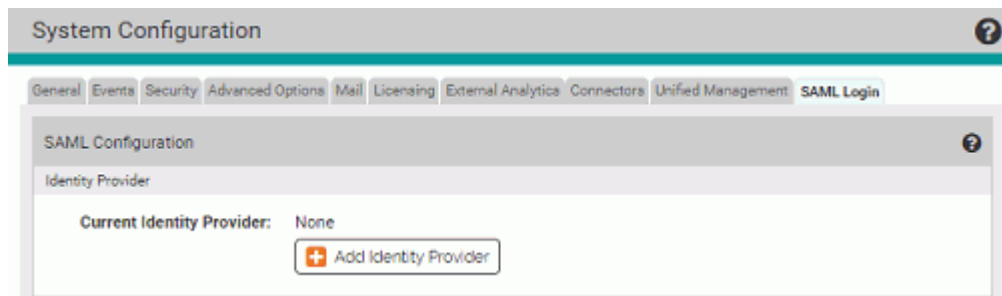 System Configuration
General Events Security Advanced Options Mail Licensing External Analytics Connectors Unified Management SAML Login
SAML Configuration
Identity Provider
Current Identity Provider: None
Add Identity Provider